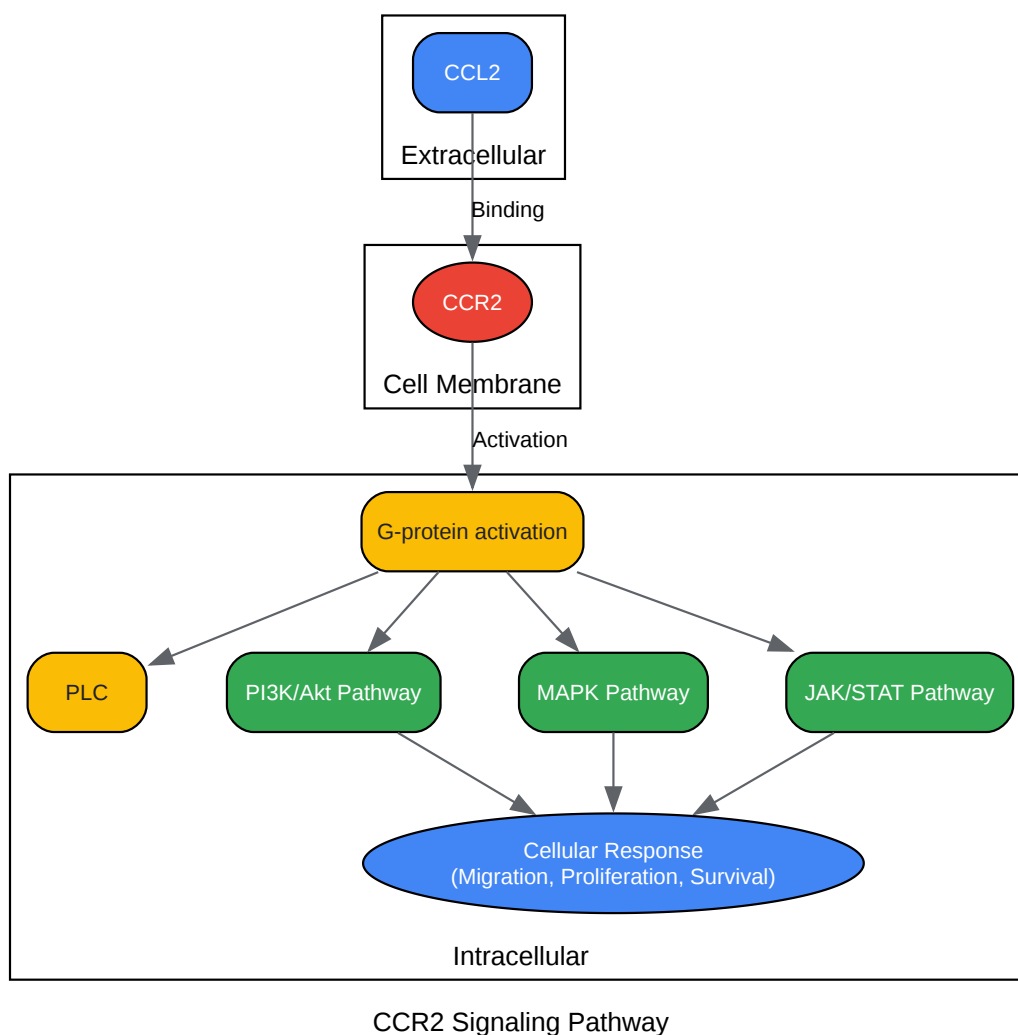 CCL2
Extracellular
Binding
CCR2
Cell Membrane
Activation
G-protein activation
PLC
PI3K/Akt Pathway
MAPK Pathway
JAK/STAT Pathway
Cellular Response
(Migration, Proliferation, Survival)
Intracellular
CCR2 Signaling Pathway